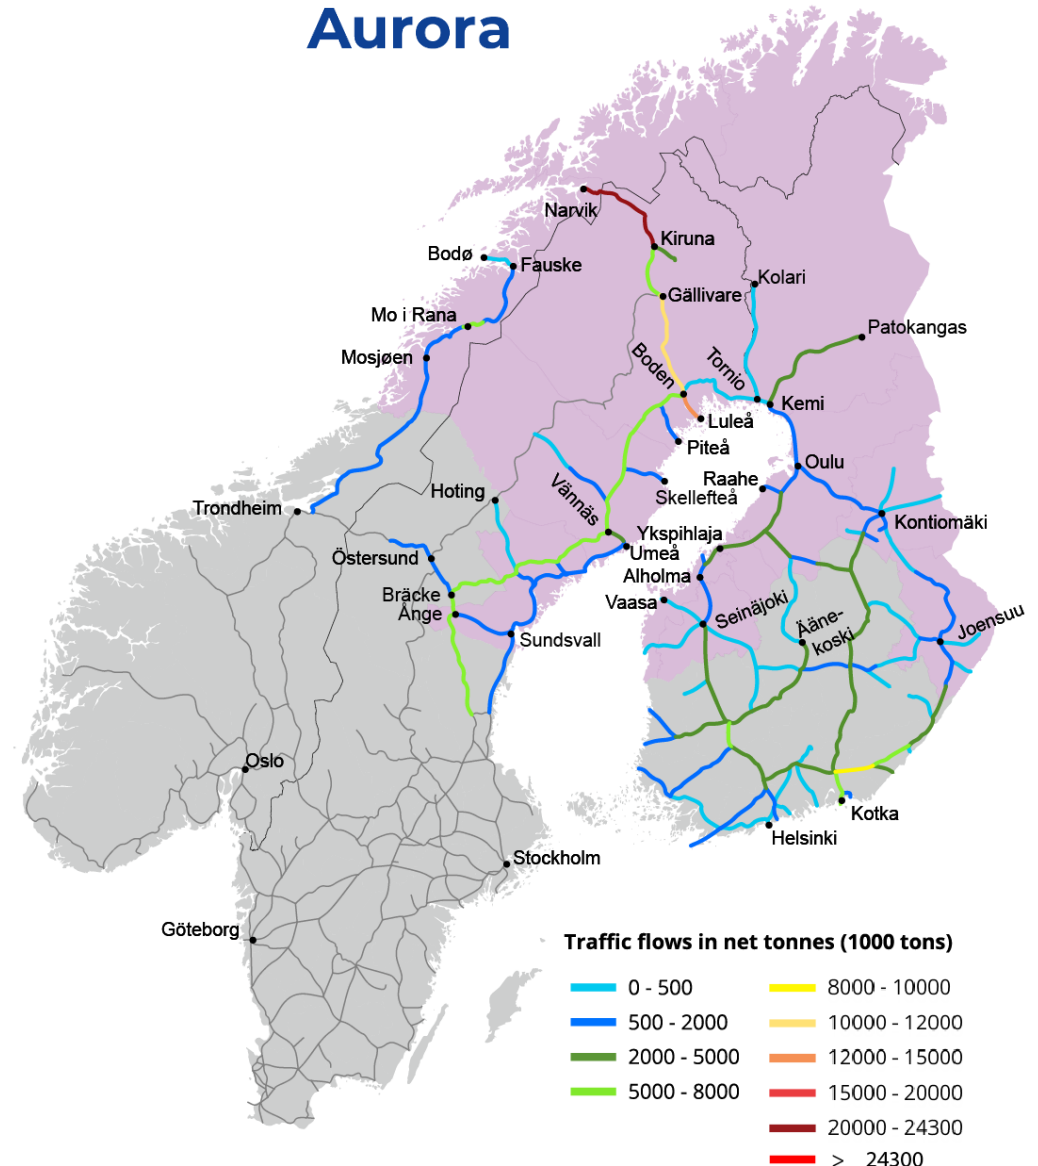 Aurora
Narvik
Kiruna
Bodø
Fauske
Kolari
Gällivare
Mo i Rana
Patokangas
Mosjøen
Boden
Tornio
Kemi
Luleå
Piteå
Oulu
Raahe
Hoting
Vännäs
Skellefteå
Trondheim
Kontiomäki
Ykspihlaja
Umeå
Östersund
Alholma
Bräcke
Vaasa
Ånge
Seinäjoki
Ääne-
koski
Joensuu
Sundsvall
Oslo
Kotka
Helsinki
Stockholm
Göteborg
Traffic flows in net tonnes (1000 tons)
0 - 500
500 - 2000
2000 - 5000
5000 - 8000
8000 - 10000
10000 - 12000
12000 - 15000
15000 - 20000
20000 - 24300
> 24300